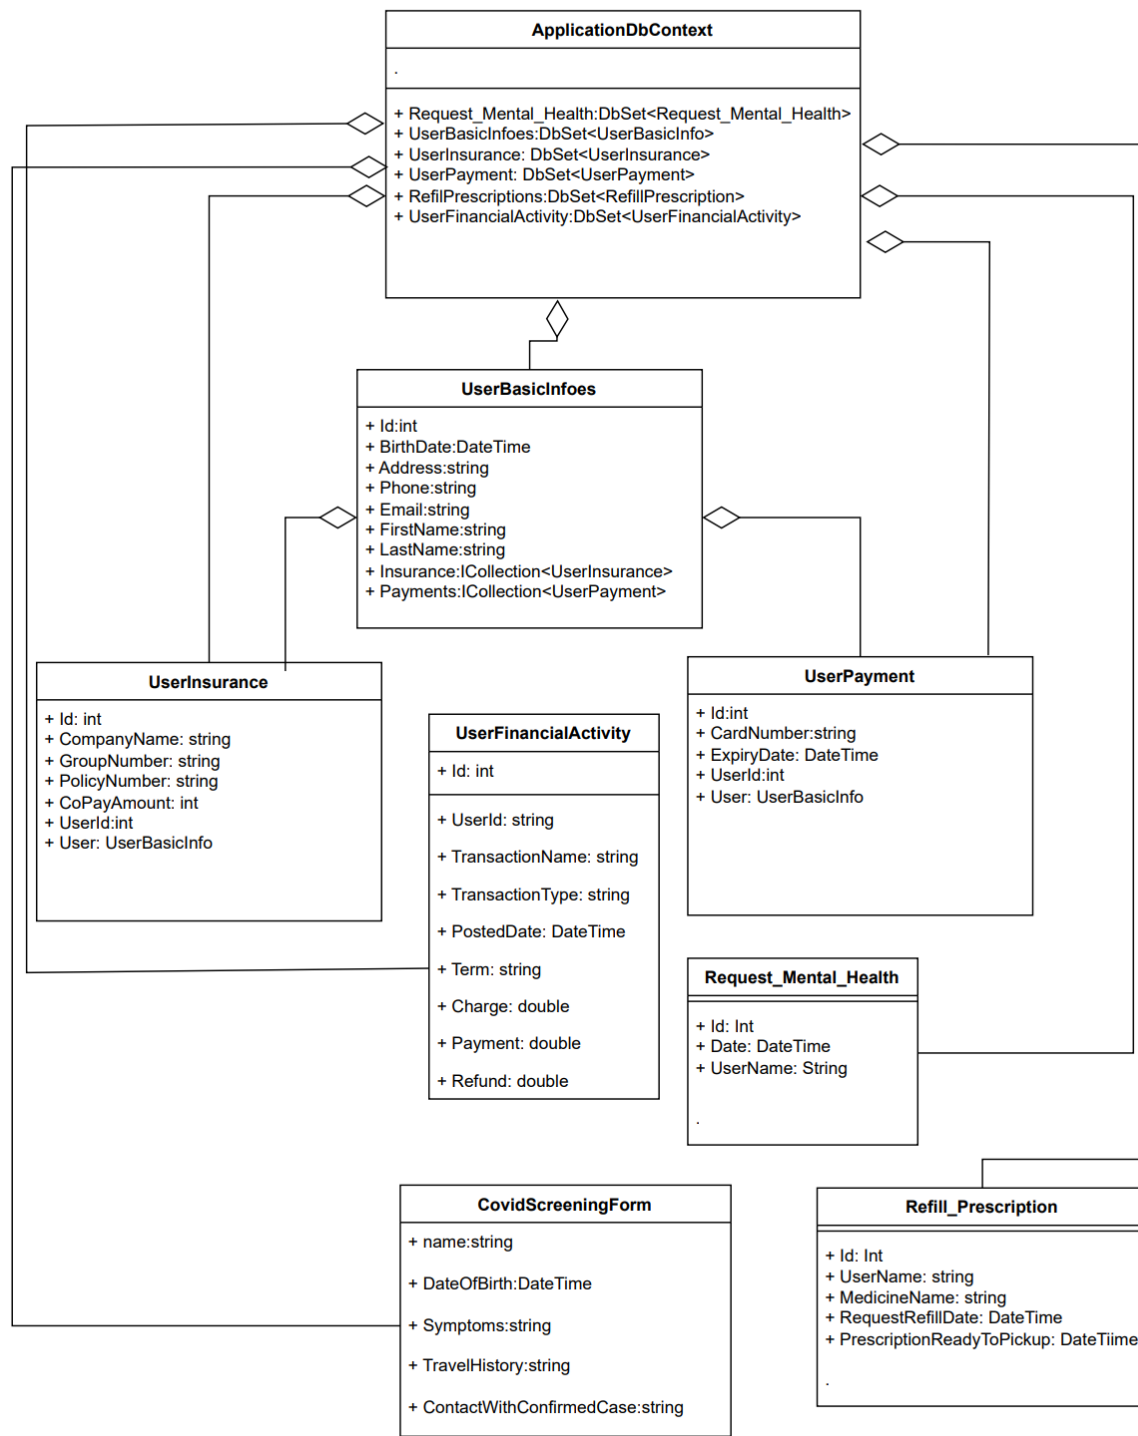 ApplicationDbContext
.
+ Request_Mental_Health:DbSet<Request_Mental_Health>
+ UserBasicInfoes:DbSet<UserBasicInfo>
+ UserInsurance: DbSet<UserInsurance>
+ UserPayment: DbSet<UserPayment>
+ RefilPrescriptions:DbSet<RefillPrescription>
+ UserFinancialActivity:DbSet<UserFinancialActivity>
UserBasicInfoes
+ Id:int
+ BirthDate:DateTime
+ Address:string
+ Phone:string
+ Email:string
+ FirstName:string
+ LastName:string
+ Insurance:ICollection<UserInsurance>
+ Payments:ICollection<UserPayment>
UserInsurance
+ Id: int
+ CompanyName: string
+ GroupNumber: string
+ PolicyNumber: string
+ CoPayAmount: int
+ UserId:int
+ User: UserBasicInfo
UserFinancialActivity
+ Id: int
+ UserId: string
+ TransactionName: string
+ TransactionType: string
+ PostedDate: DateTime
+ Term: string
+ Charge: double
+ Payment: double
+ Refund: double
UserPayment
+ Id:int
+ CardNumber:string
+ ExpiryDate: DateTime
+ UserId:int
+ User: UserBasicInfo
Request_Mental_Health
+ Id: Int
+ Date: DateTime
+ UserName: String
.
CovidScreeningForm
+ name:string
+ DateOfBirth:DateTime
+ Symptoms:string
+ TravelHistory:string
+ ContactWithConfirmedCase:string
Refill_Prescription
+ Id: Int
+ UserName: string
+ MedicineName: string
+ RequestRefillDate: DateTime
+ PrescriptionReadyToPickup: DateTiime
.